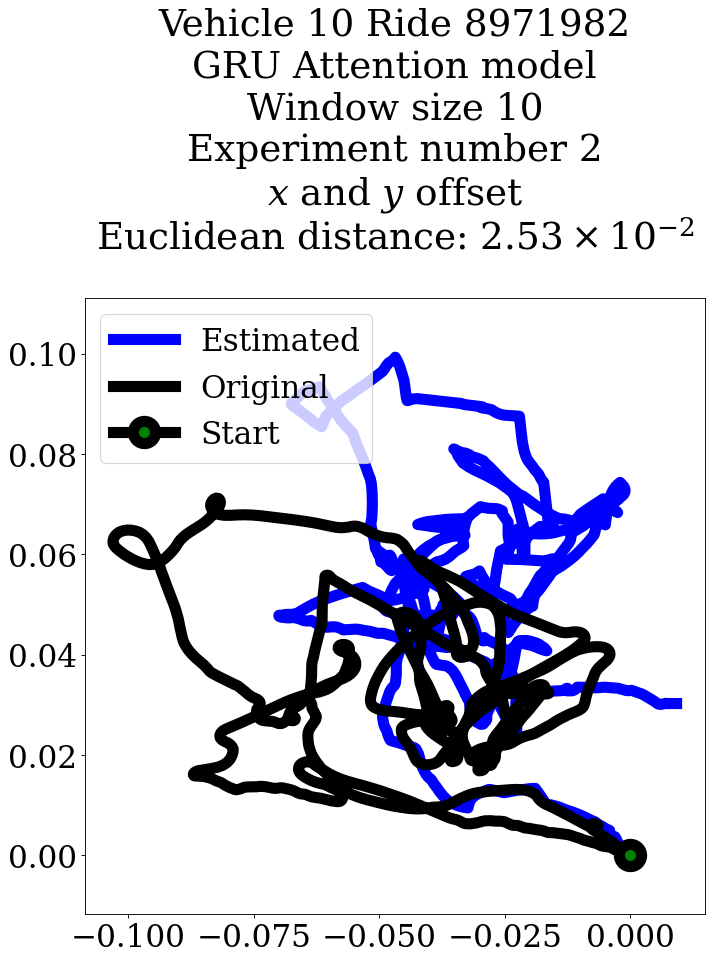 Vehicle 10 Ride 8971982
GRU Attention model
Window size 10
Experiment number 2
x and y offset
Euclidean distance: 2.53 × 10⁻²
Estimated
Original
Start
0.10
0.08
0.06
0.04
0.02
0.00
−0.100 −0.075 −0.050 −0.025 0.000